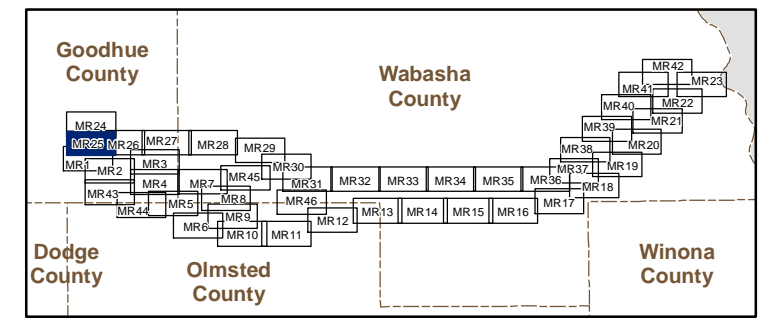 Goodhue
County
Wabasha
County
MR42
MR41
MR23
MR40
MR22
MR24
MR39
MR21
MR25
MR26
MR27
MR28
MR29
MR38
MR20
MR1
MR2
MR3
MR30
MR37
MR19
MR4
MR7
MR45
MR31
MR32
MR33
MR34
MR35
MR36
MR18
MR43
MR44
MR5
MR8
MR46
MR17
MR6
MR9
MR12
MR13
MR14
MR15
MR16
MR10
MR11
Dodge
County
Olmsted
County
Winona
County